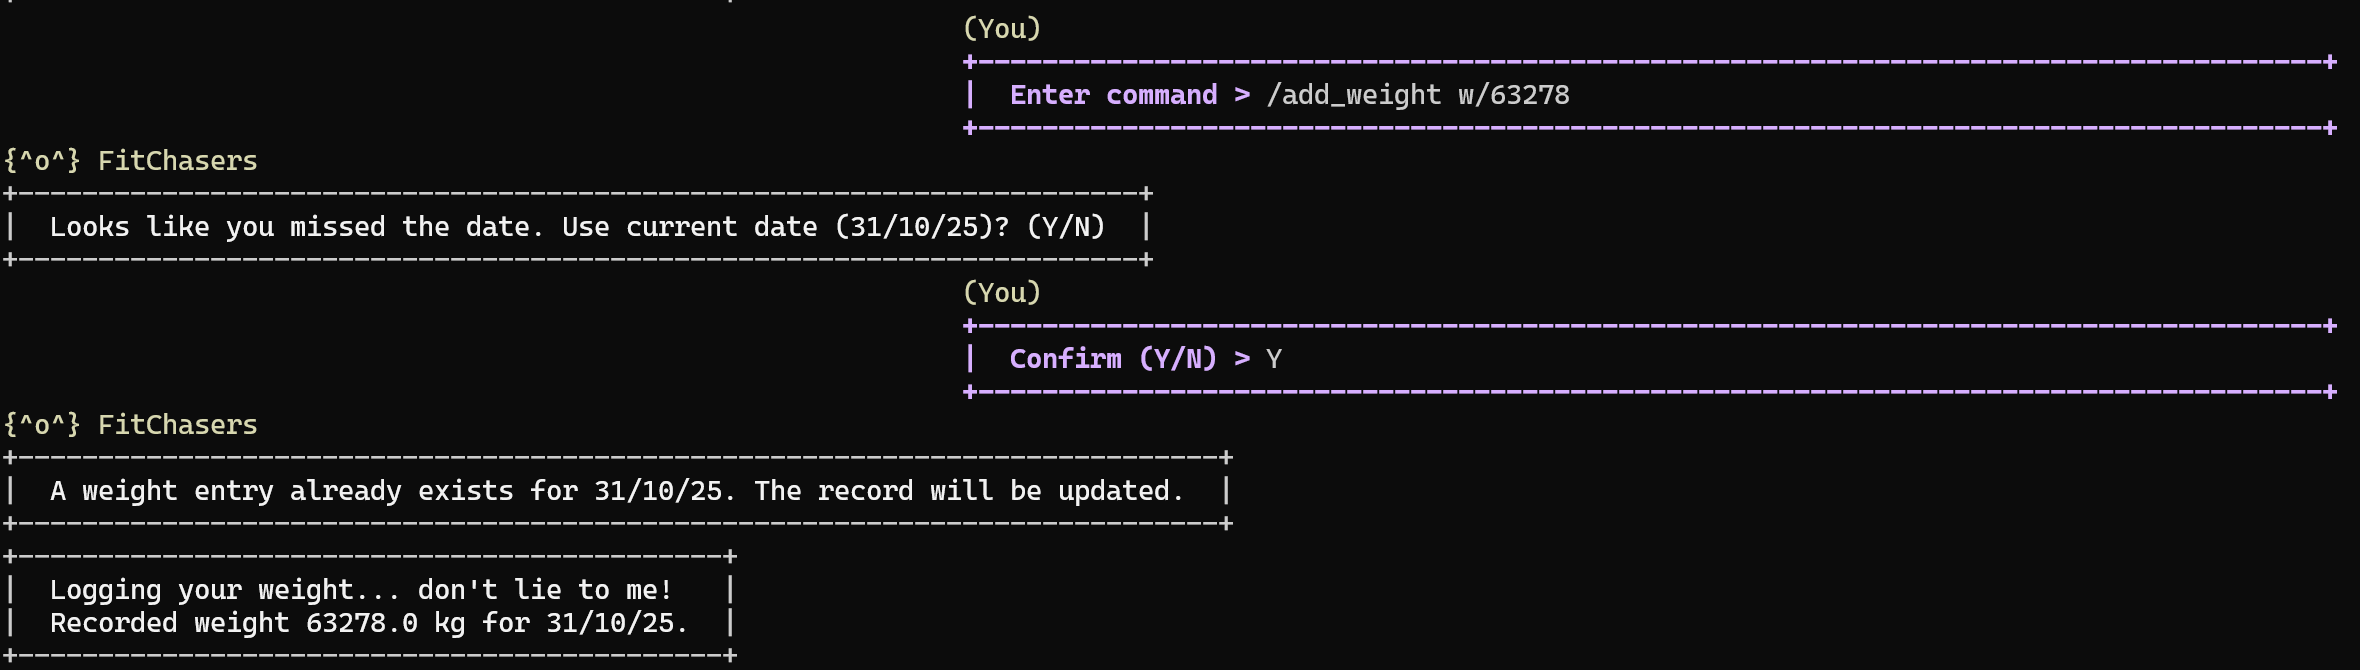 (You)
Enter command > /add_weight w/63278
{^o^} FitChasers
Looks like you missed the date. Use current date (31/10/25)? (Y/N)
(You)
Confirm (Y/N) > Y
{^o^} FitChasers
A weight entry already exists for 31/10/25. The record will be updated.
Logging your weight... don't lie to me!
Recorded weight 63278.0 kg for 31/10/25.